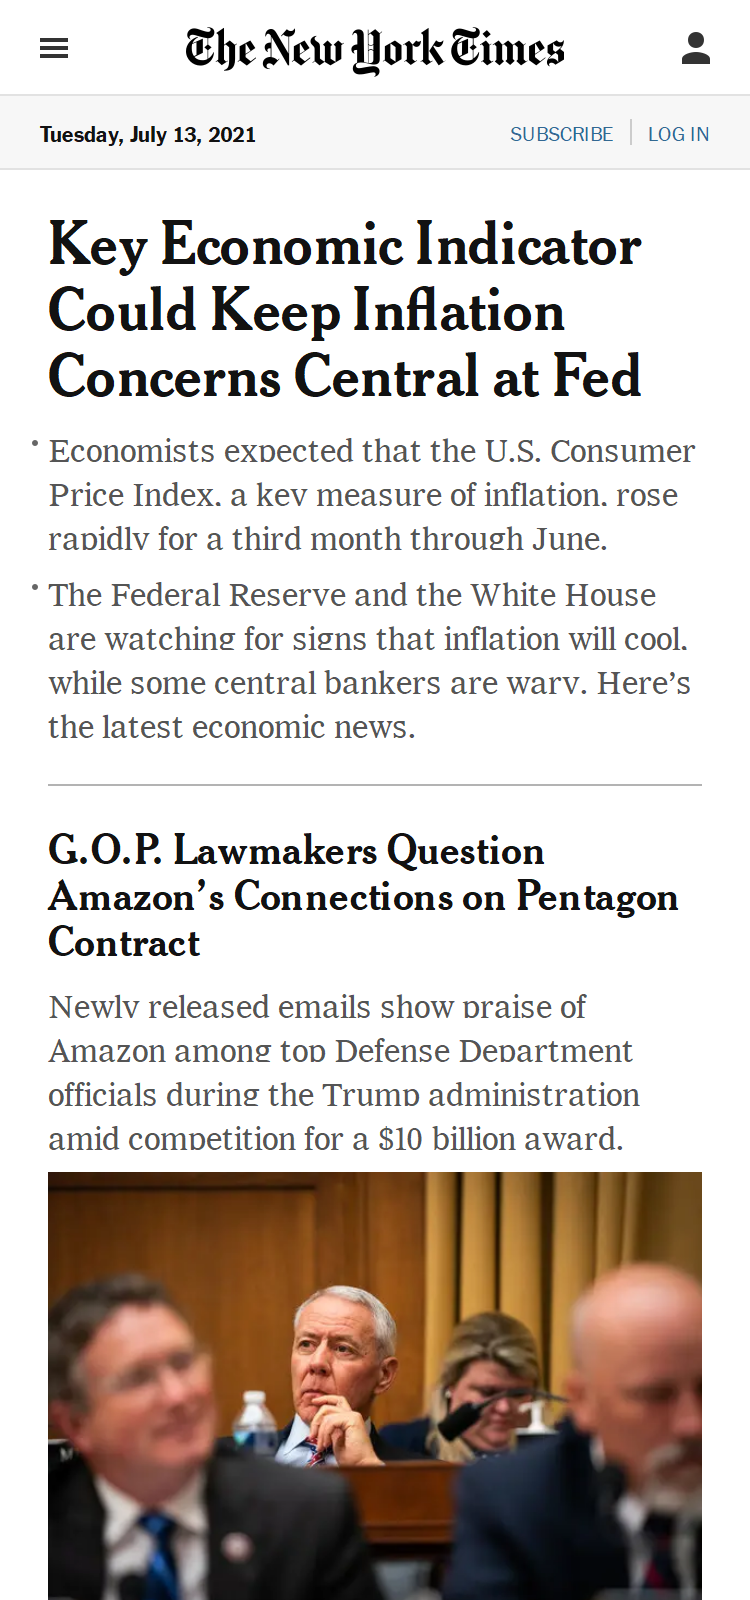 The New York Times
Tuesday, July 13, 2021
SUBSCRIBE
LOG IN
Key Economic Indicator
Could Keep Inflation
Concerns Central at Fed
• Economists expected that the U.S. Consumer
Price Index, a key measure of inflation, rose
rapidly for a third month through June.
• The Federal Reserve and the White House
are watching for signs that inflation will cool,
while some central bankers are wary. Here’s
the latest economic news.
G.O.P. Lawmakers Question
Amazon’s Connections on Pentagon
Contract
Newly released emails show praise of
Amazon among top Defense Department
officials during the Trump administration
amid competition for a $10 billion award.